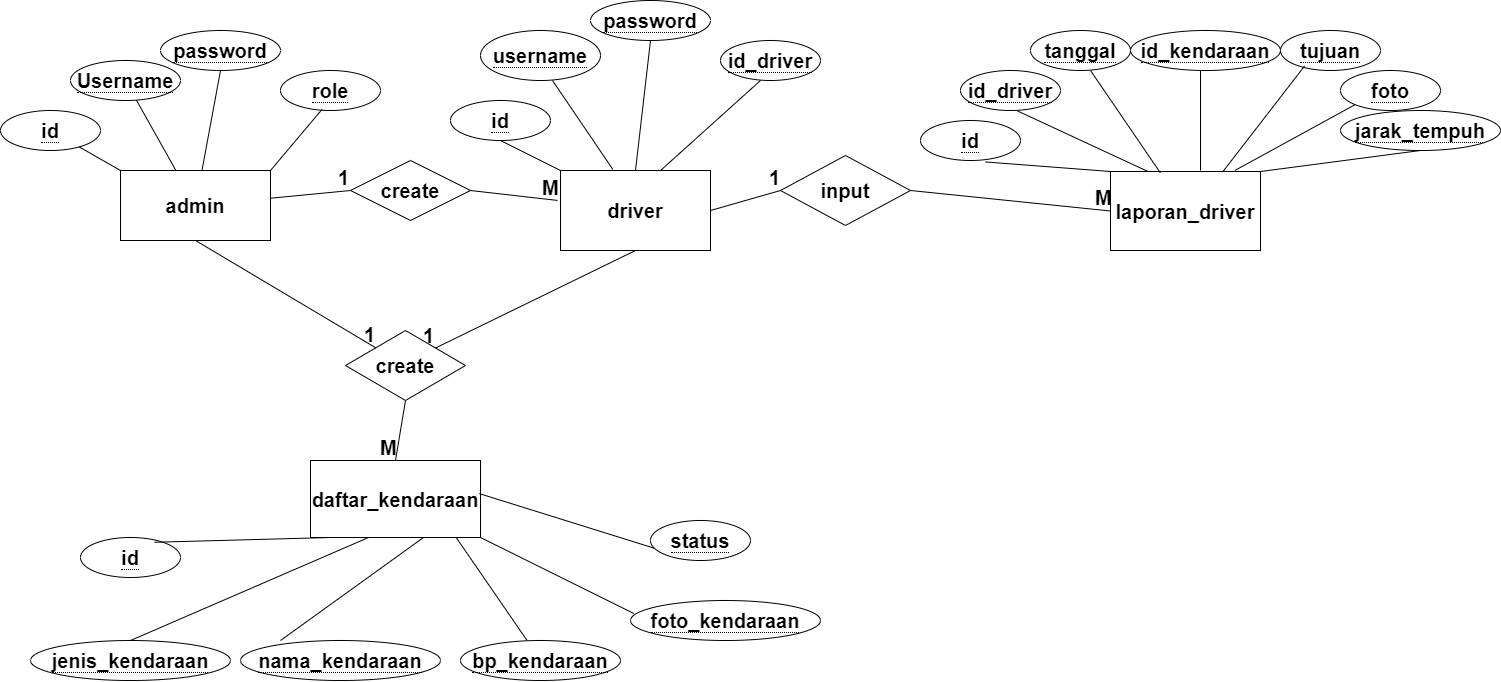 password
username
id_driver
tanggal
id_kendaraan
tujuan
password
Username
role
id_driver
foto
id
id
id
jarak_tempuh
admin
1
create
M
driver
1
input
M
laporan_driver
1
1
create
M
daftar_kendaraan
id
status
foto_kendaraan
jenis_kendaraan
nama_kendaraan
bp_kendaraan